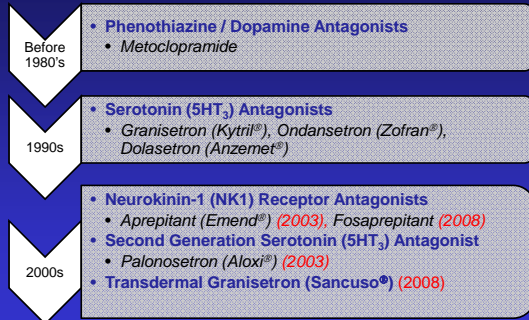 Before
1980's
• Phenothiazine / Dopamine Antagonists
• Metoclopramide
1990s
• Serotonin (5HT3) Antagonists
• Granisetron (Kytril®), Ondansetron (Zofran®),
Dolasetron (Anzemet®)
2000s
• Neurokinin-1 (NK1) Receptor Antagonists
• Aprepitant (Emend®) (2003), Fosaprepitant (2008)
• Second Generation Serotonin (5HT3) Antagonist
• Palonosetron (Aloxi®) (2003)
• Transdermal Granisetron (Sancuso®) (2008)